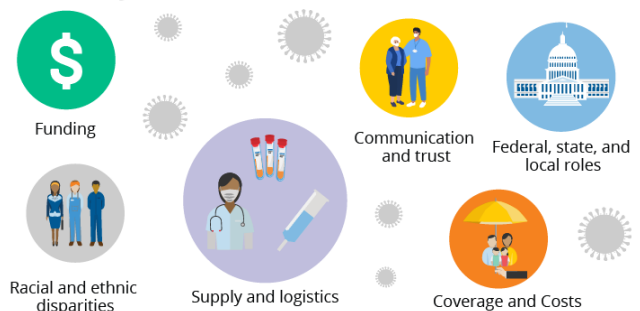 $
Funding
Communication
and trust
Federal, state, and
local roles
Racial and ethnic
disparities
Supply and logistics
Coverage and Costs